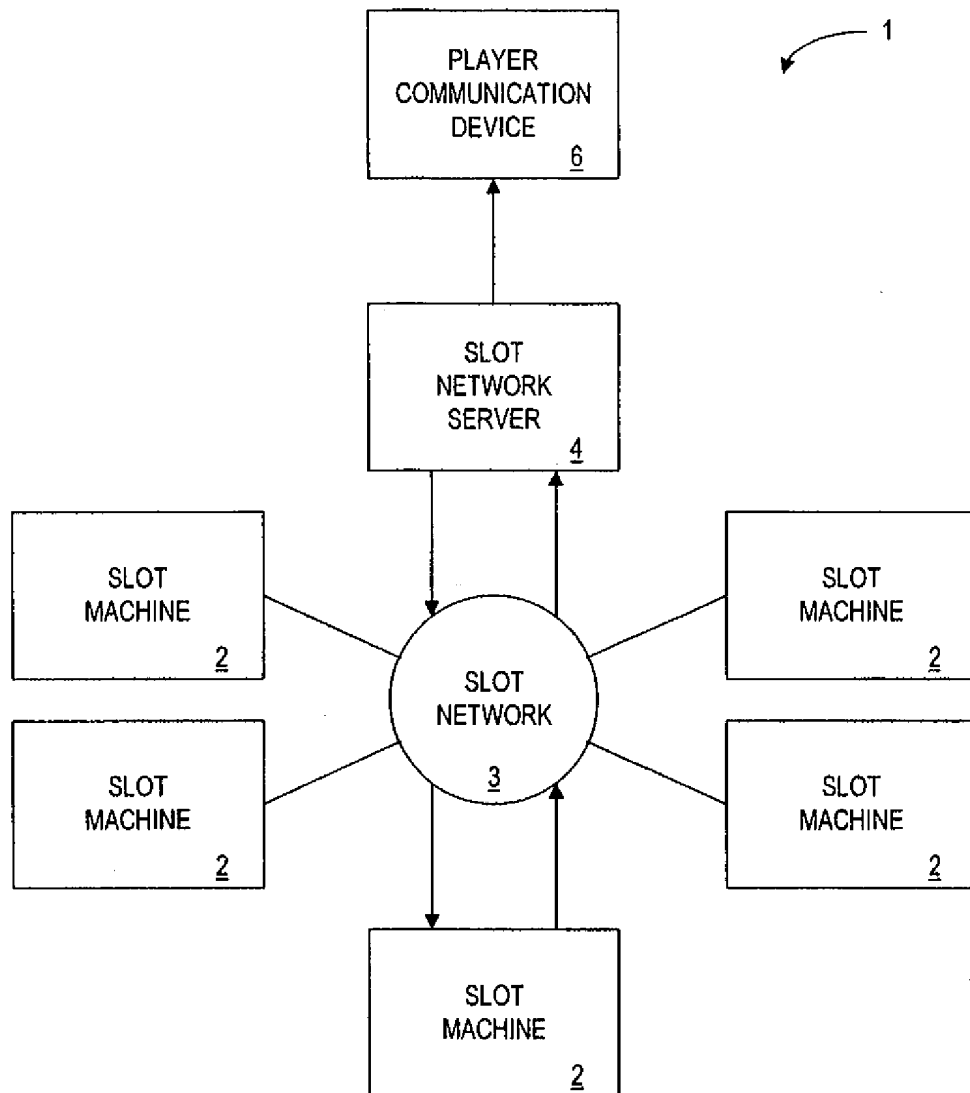 1
PLAYER
COMMUNICATION
DEVICE
6
SLOT
NETWORK
SERVER
4
SLOT
MACHINE
2
SLOT
MACHINE
2
SLOT
NETWORK
3
SLOT
MACHINE
2
SLOT
MACHINE
2
SLOT
MACHINE
2